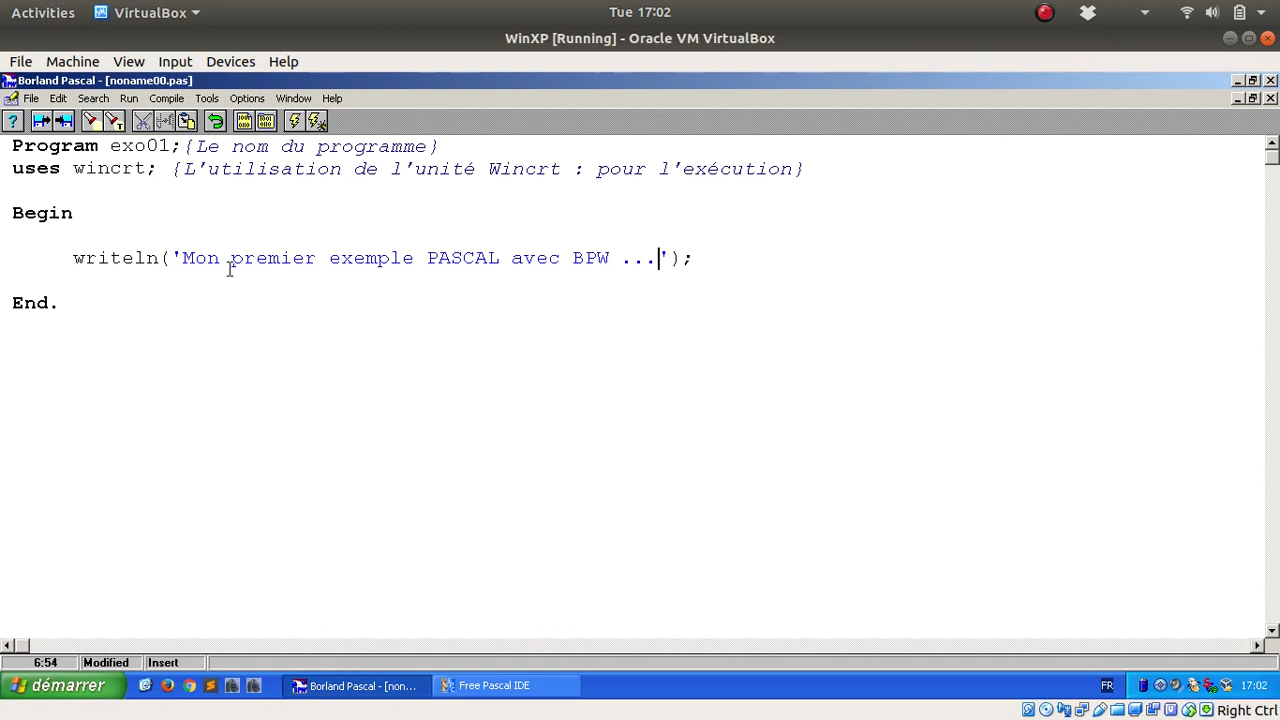 Activities VirtualBox Tue 17:02
WinXP [Running] - Oracle VM VirtualBox
File Machine View Input Devices Help
Borland Pascal - [noname00.pas]
File Edit Search Run Compile Tools Options Window Help
Program exo01;{Le nom du programme}
uses wincrt; {L'utilisation de l'unité Wincrt : pour l'exécution}
Begin
writeln('Mon premier exemple PASCAL avec BPW ...');
End.
6:54 Modified Insert
démarrer Borland Pascal - [non... Free Pascal IDE FR 17:02
Right Ctrl